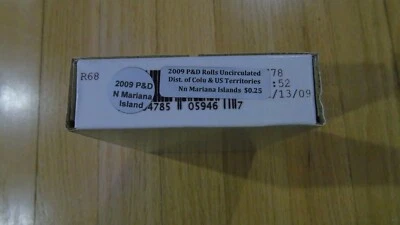 R68
2009 P&D
N Mariana
Island
2009 P&D Rolls Uncirculated
Dist. of Colu & US Territories
Nn Mariana Islands $0.25
78
:52
/13/09
4785 05946 7